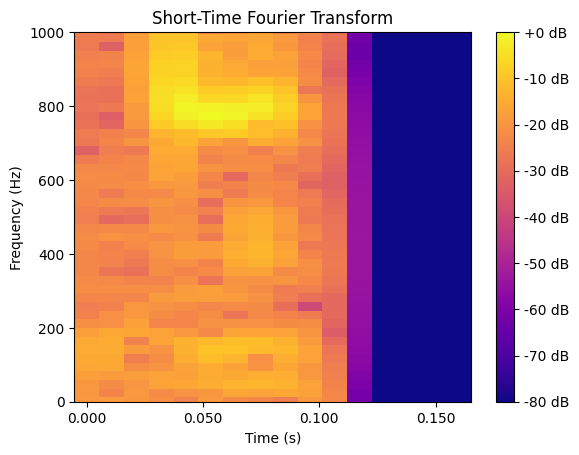 Short-Time Fourier Transform
Frequency (Hz)
1000
800
600
400
200
0
0.000
0.050
0.100
0.150
Time (s)
+0 dB
-10 dB
-20 dB
-30 dB
-40 dB
-50 dB
-60 dB
-70 dB
-80 dB